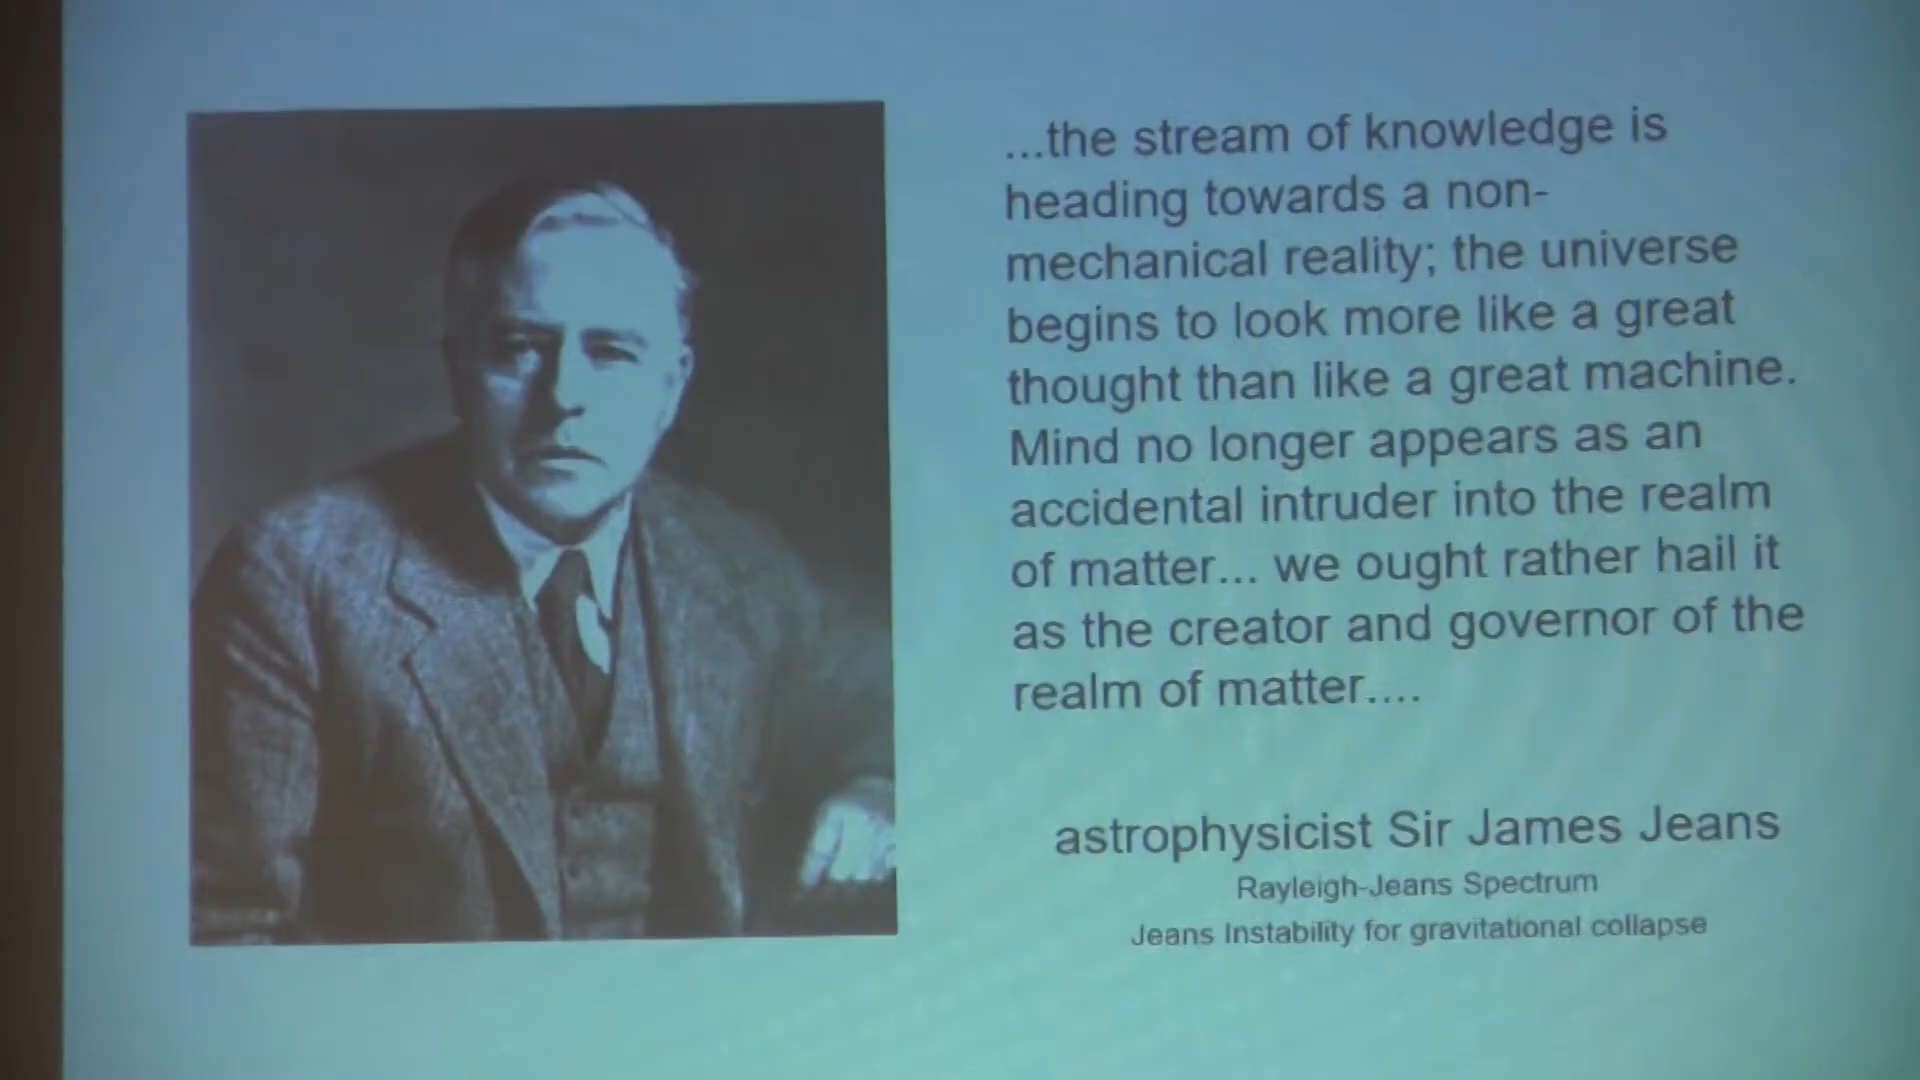 ...the stream of knowledge is
heading towards a non-
mechanical reality; the universe
begins to look more like a great
thought than like a great machine.
Mind no longer appears as an
accidental intruder into the realm
of matter... we ought rather hail it
as the creator and governor of the
realm of matter....
astrophysicist Sir James Jeans
Rayleigh-Jeans Spectrum
Jeans Instability for gravitational collapse